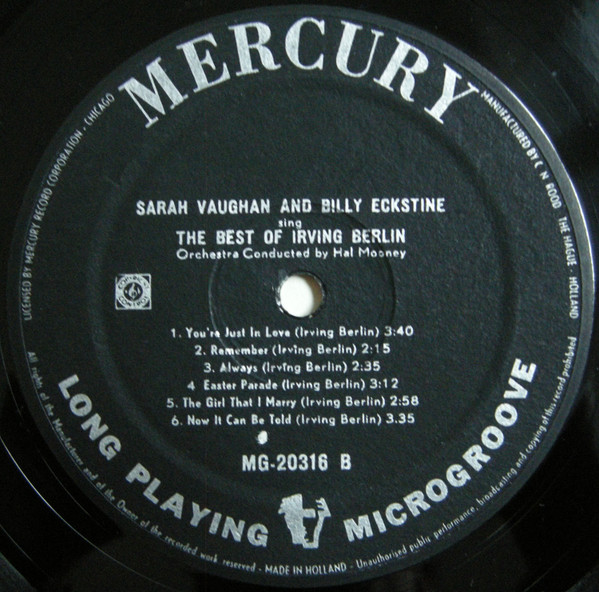 MERCURY
LICENSED BY MERCURY RECORD CORPORATION - CHICAGO
MANUFACTURED BY C N ROOD THE HAGUE - HOLLAND
SARAH VAUGHAN AND BILLY ECKSTINE
sing
THE BEST OF IRVING BERLIN
Orchestra Conducted by Hal Mooney
1. You're Just In Love (Irving Berlin) 3:40
2. Remember (Irving Berlin) 2:15
3. Always (Irving Berlin) 2:35
4 Easter Parade (Irving Berlin) 3:12
5. The Girl That I Marry (Irving Berlin) 2:58
6. Now It Can Be Told (Irving Berlin) 3.35
MG-20316 B
LONG PLAYING MICROGROOVE
All rights of the Manufacturer and of the Owner of the recorded work reserved - MADE IN HOLLAND - Unauthorised public performance, broadcasting and copying of this record prohibited